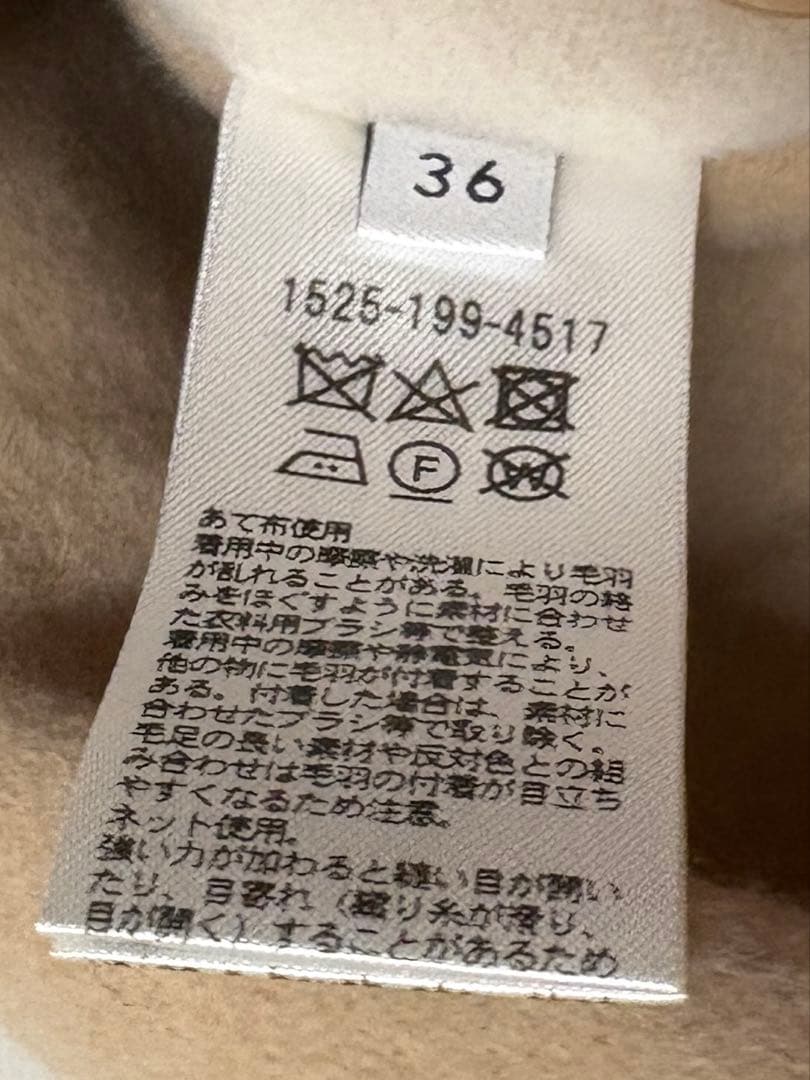 36
1525-199-4517
F
W
あて布使用
着用中の摩擦や洗濯により毛羽
が乱れることがある。毛羽の絡
みをほぐすように素材に合わせ
た衣料用ブラシ等で整える。
着用中の摩擦や静電気により、
他の物に毛羽が付着することが
ある。付着した場合は、素材に
合わせたブラシ等で取り除く。
毛足の長い素材や反対色との組
み合わせは毛羽の付着が目立ち
やすくなるため注意。
ネット使用。
強い力が加わると縫い目が開い
たり、目寄れ（織り糸が滑り、
目が開く）することがあるため